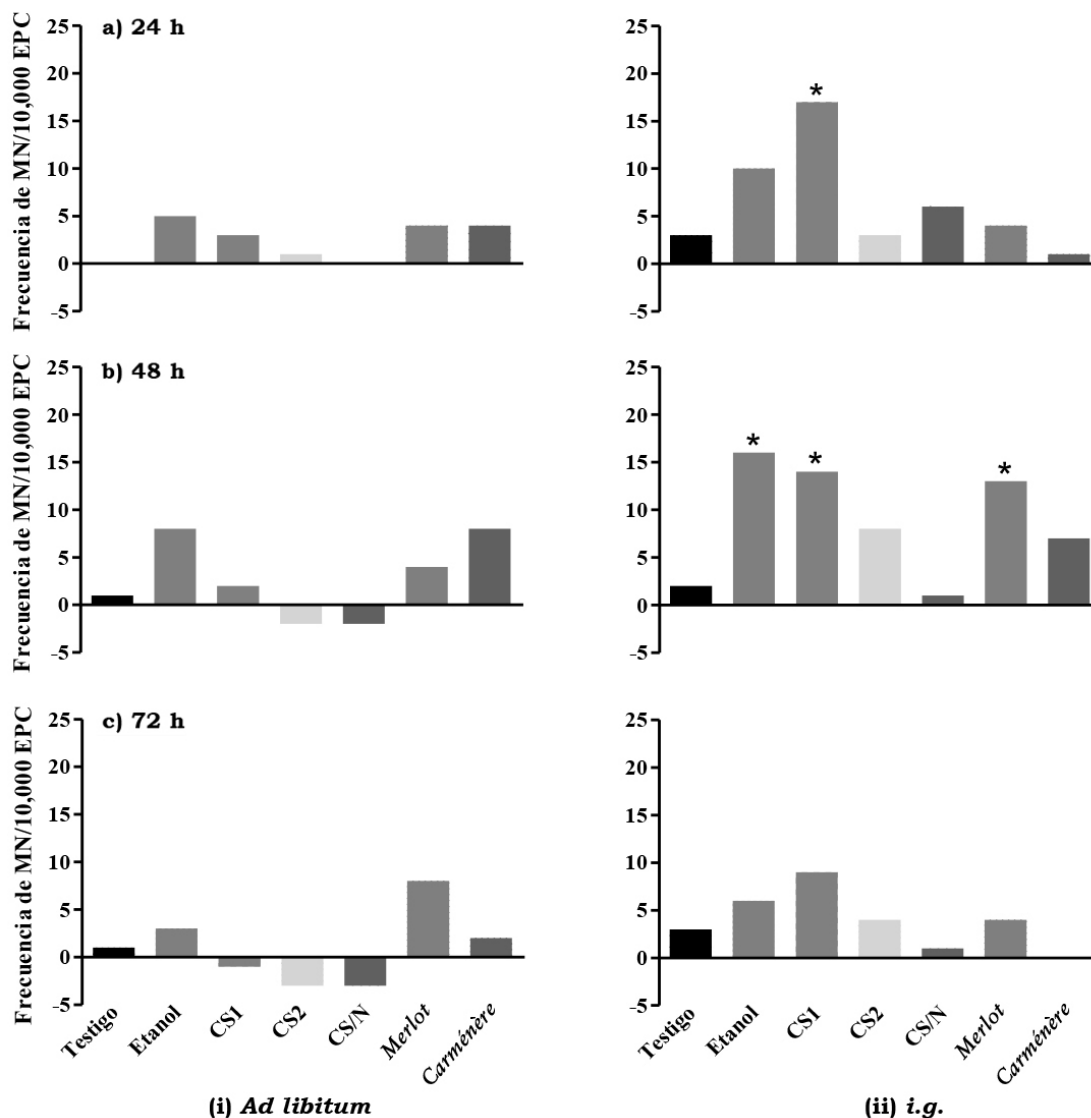 a) 24 h
Frecuencia de MN/10,000 EPC
25
20
15
10
5
0
-5
25
20
15
10
5
0
-5
*
b) 48 h
Frecuencia de MN/10,000 EPC
25
20
15
10
5
0
-5
25
20
15
10
5
0
-5
*
*
*
c) 72 h
Frecuencia de MN/10,000 EPC
25
20
15
10
5
0
-5
25
20
15
10
5
0
-5
Testigo
Etanol
CS1
CS2
CS/N
Merlot
Carménère
Testigo
Etanol
CS1
CS2
CS/N
Merlot
Carménère
(i) Ad libitum
(ii) i.g.